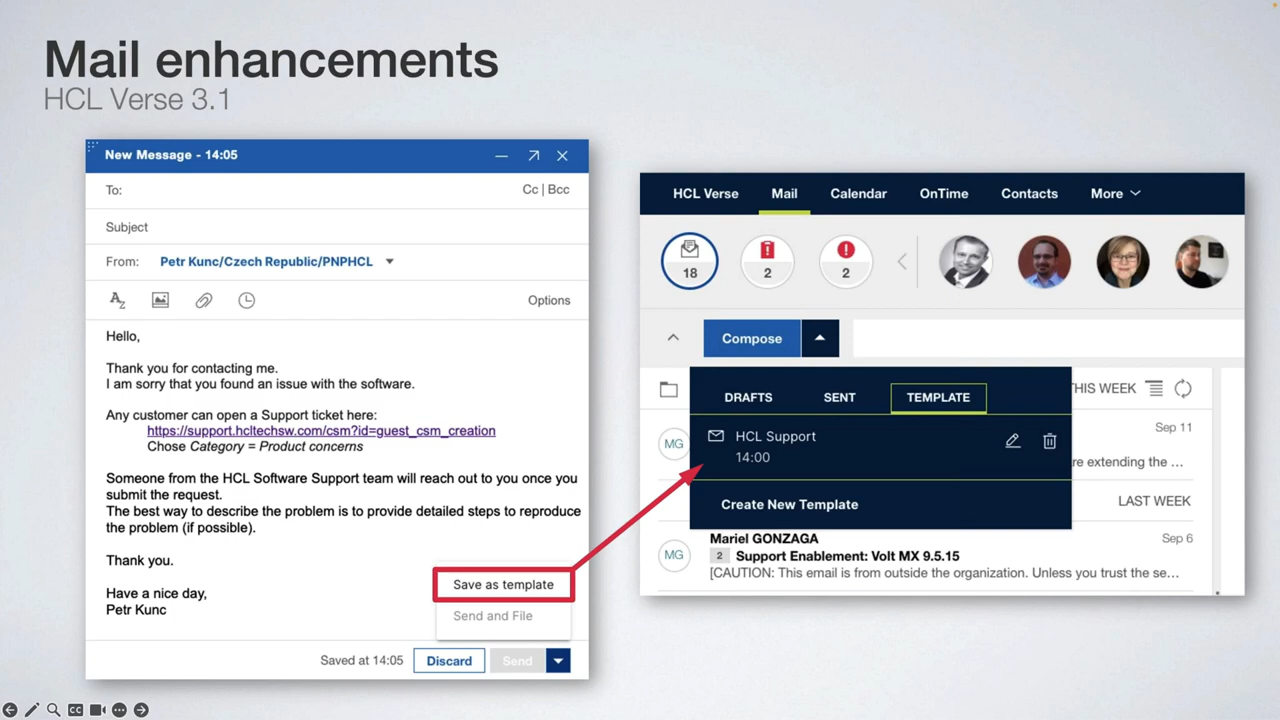 Mail enhancements
HCL Verse 3.1
New Message - 14:05
To:
Cc | Bcc
Subject
From: Petr Kunc/Czech Republic/PNPHCL
Options
Hello,
Thank you for contacting me.
I am sorry that you found an issue with the software.
Any customer can open a Support ticket here:
https://support.hcltechsw.com/csm?id=guest_csm_creation
Chose Category = Product concerns
Someone from the HCL Software Support team will reach out to you once you
submit the request.
The best way to describe the problem is to provide detailed steps to reproduce
the problem (if possible).
Thank you.
Have a nice day,
Petr Kunc
Save as template
Send and File
Saved at 14:05 Discard Send
HCL Verse Mail Calendar OnTime Contacts More
18 2 2
Compose
DRAFTS SENT TEMPLATE
THIS WEEK
HCL Support
14:00
Create New Template
MG
Sep 11
re extending the ...
LAST WEEK
MG
Mariel GONZAGA Sep 6
2 Support Enablement: Volt MX 9.5.15
[CAUTION: This email is from outside the organization. Unless you trust the se...
CC